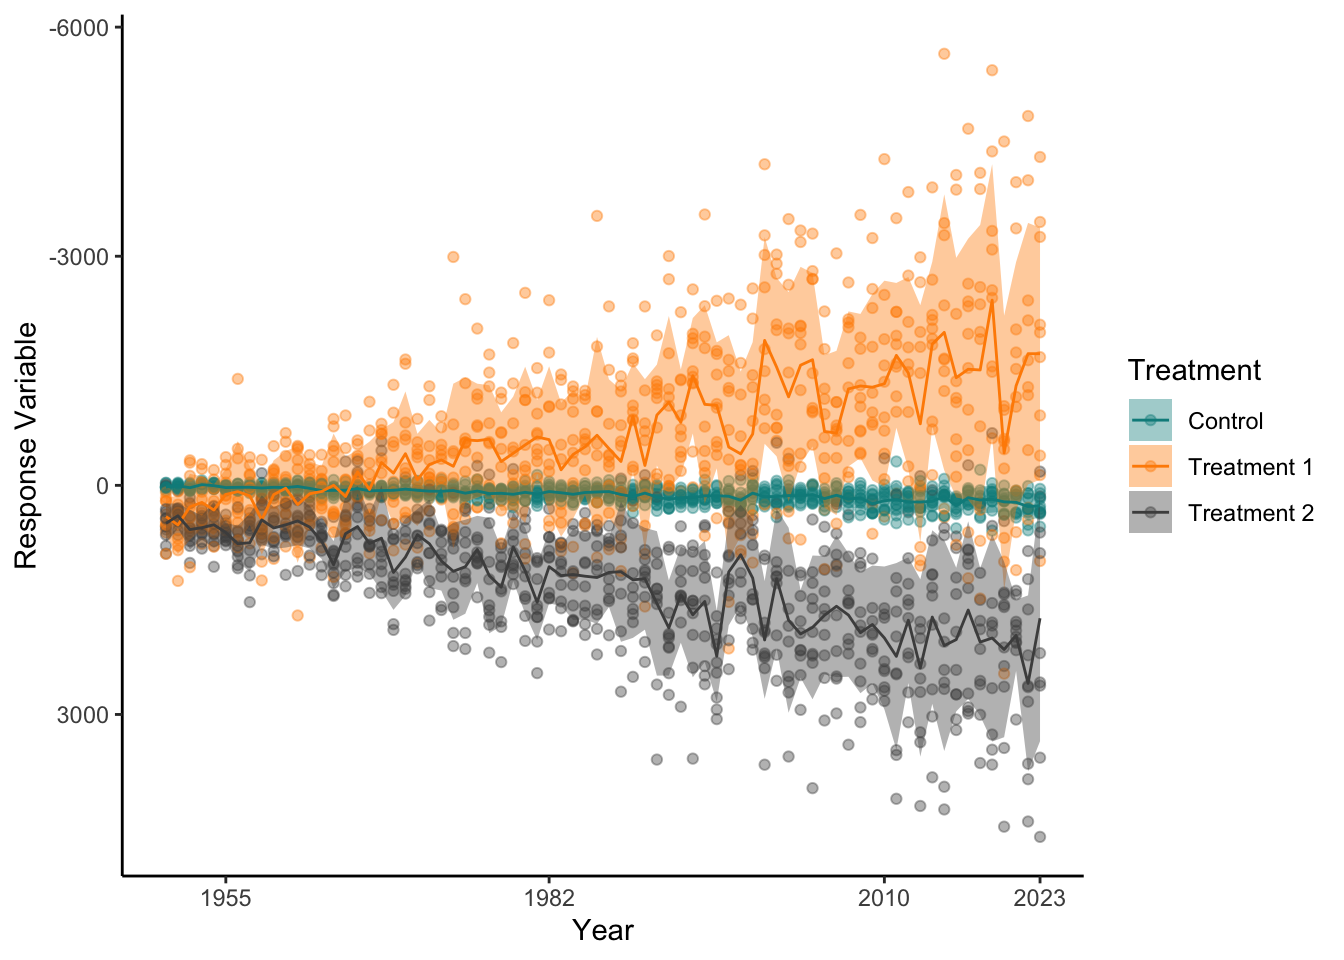 -6000
-3000
0
3000
Response Variable
1955
1982
2010
2023
Year
Treatment
Control
Treatment 1
Treatment 2